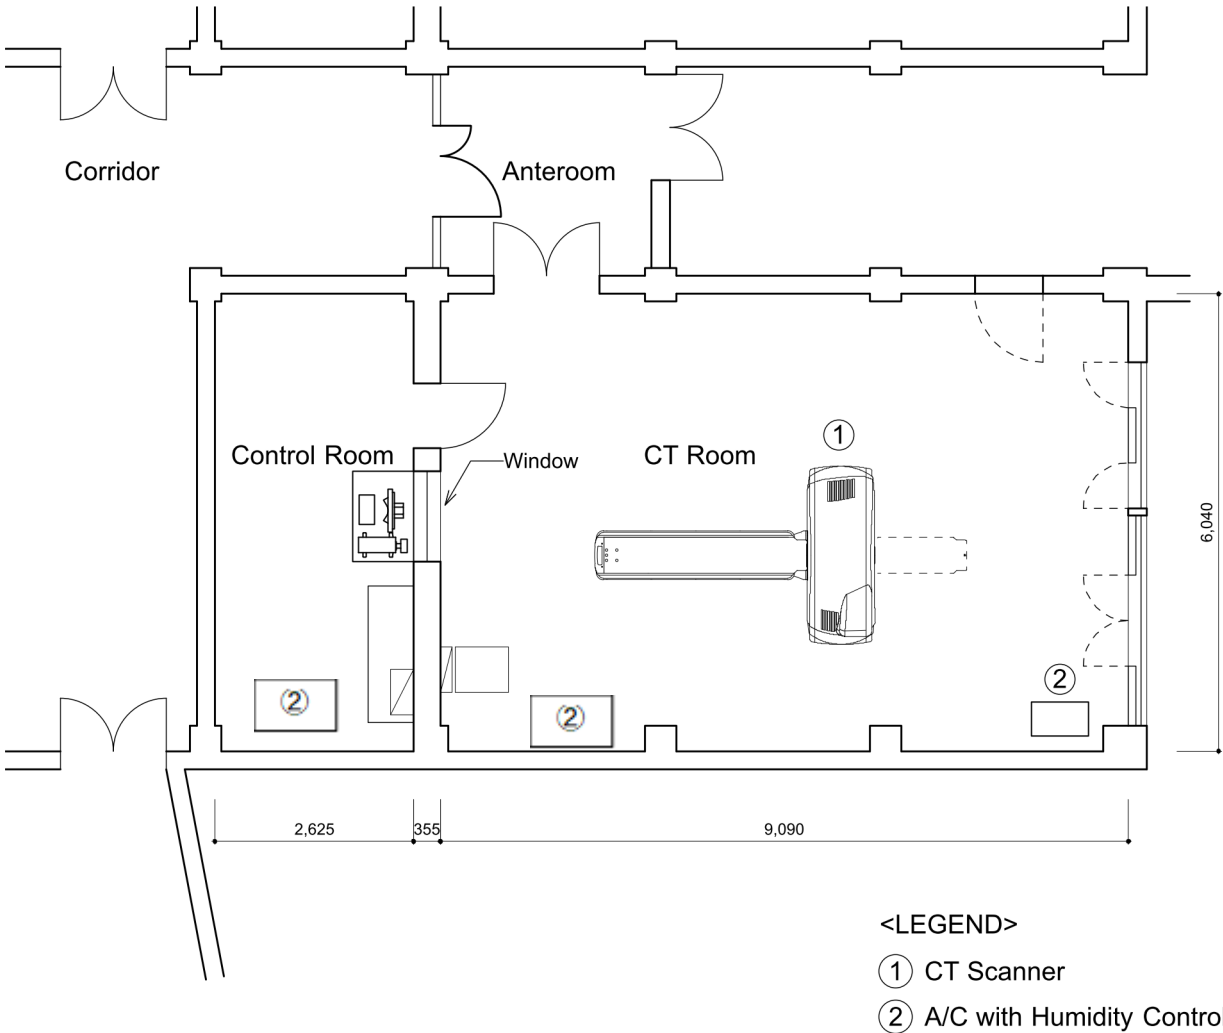 Corridor
Anteroom
1
Control Room
Window
CT Room
6,040
2
2
2
2,625
355
9,090
<LEGEND>
1 CT Scanner
2 A/C with Humidity Contro